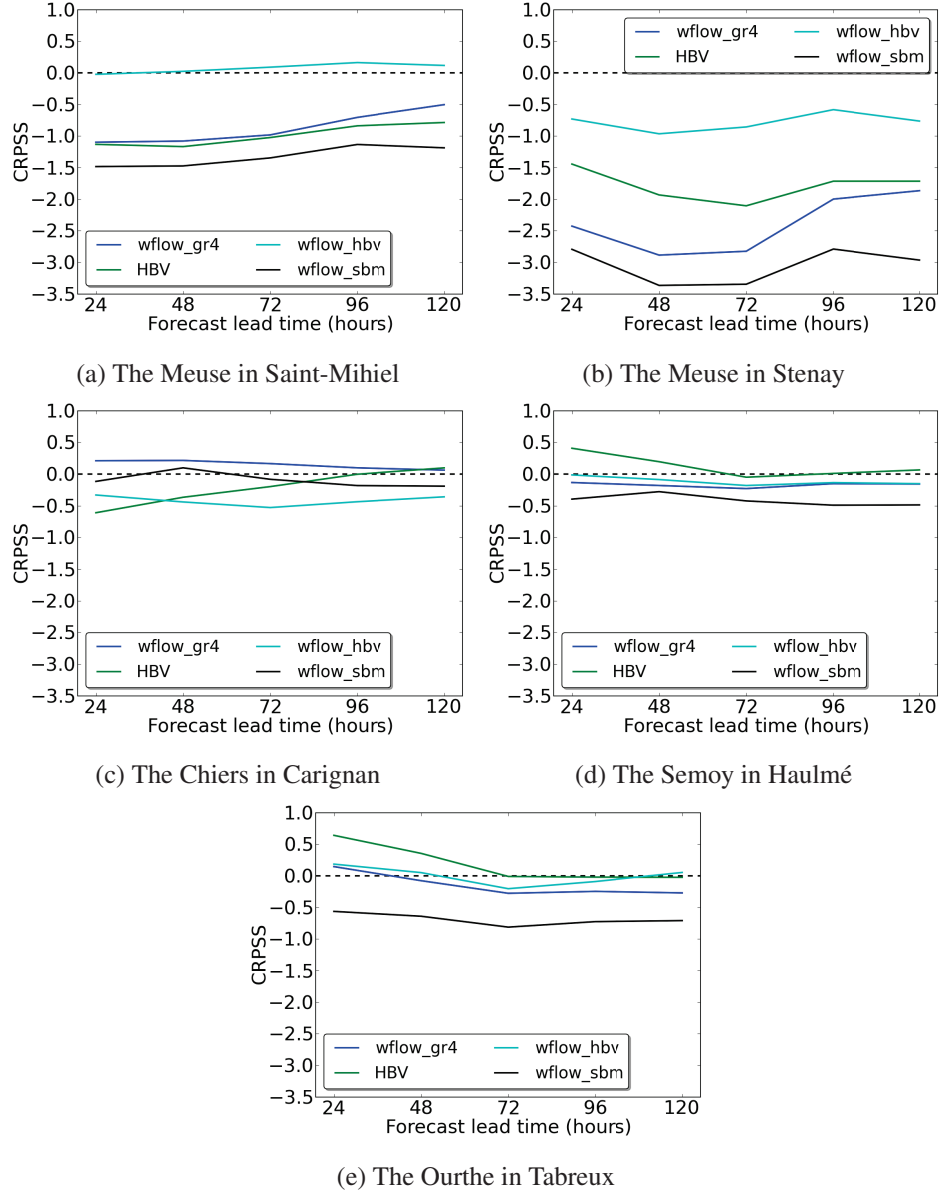 1.0
0.5
0.0
−0.5
−1.0
−1.5
−2.0
−2.5
−3.0
−3.5
CRPSS
wflow_gr4 wflow_hbv
HBV wflow_sbm
24 48 72 96 120
Forecast lead time (hours)
(a) The Meuse in Saint-Mihiel
1.0
0.5
0.0
−0.5
−1.0
−1.5
−2.0
−2.5
−3.0
−3.5
CRPSS
wflow_gr4 wflow_hbv
HBV wflow_sbm
24 48 72 96 120
Forecast lead time (hours)
(b) The Meuse in Stenay
1.0
0.5
0.0
−0.5
−1.0
−1.5
−2.0
−2.5
−3.0
−3.5
CRPSS
wflow_gr4 wflow_hbv
HBV wflow_sbm
24 48 72 96 120
Forecast lead time (hours)
(c) The Chiers in Carignan
1.0
0.5
0.0
−0.5
−1.0
−1.5
−2.0
−2.5
−3.0
−3.5
CRPSS
wflow_gr4 wflow_hbv
HBV wflow_sbm
24 48 72 96 120
Forecast lead time (hours)
(d) The Semoy in Haulmé
1.0
0.5
0.0
−0.5
−1.0
−1.5
−2.0
−2.5
−3.0
−3.5
CRPSS
wflow_gr4 wflow_hbv
HBV wflow_sbm
24 48 72 96 120
Forecast lead time (hours)
(e) The Ourthe in Tabreux